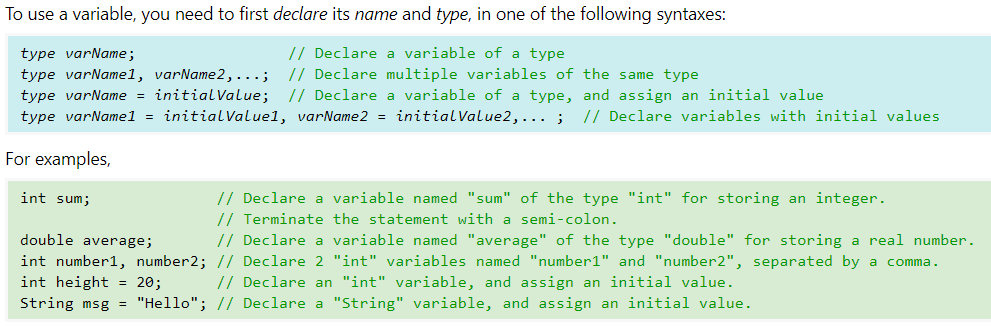 To use a variable, you need to first declare its name and type, in one of the following syntaxes:
type varName;                 // Declare a variable of a type
type varName1, varName2,...;  // Declare multiple variables of the same type
type varName = initialValue;  // Declare a variable of a type, and assign an initial value
type varName1 = initialValue1, varName2 = initialValue2,... ;  // Declare variables with initial values
For examples,
int sum;              // Declare a variable named "sum" of the type "int" for storing an integer.
                      // Terminate the statement with a semi-colon.
double average;       // Declare a variable named "average" of the type "double" for storing a real number.
int number1, number2; // Declare 2 "int" variables named "number1" and "number2", separated by a comma.
int height = 20;      // Declare an "int" variable, and assign an initial value.
String msg = "Hello"; // Declare a "String" variable, and assign an initial value.